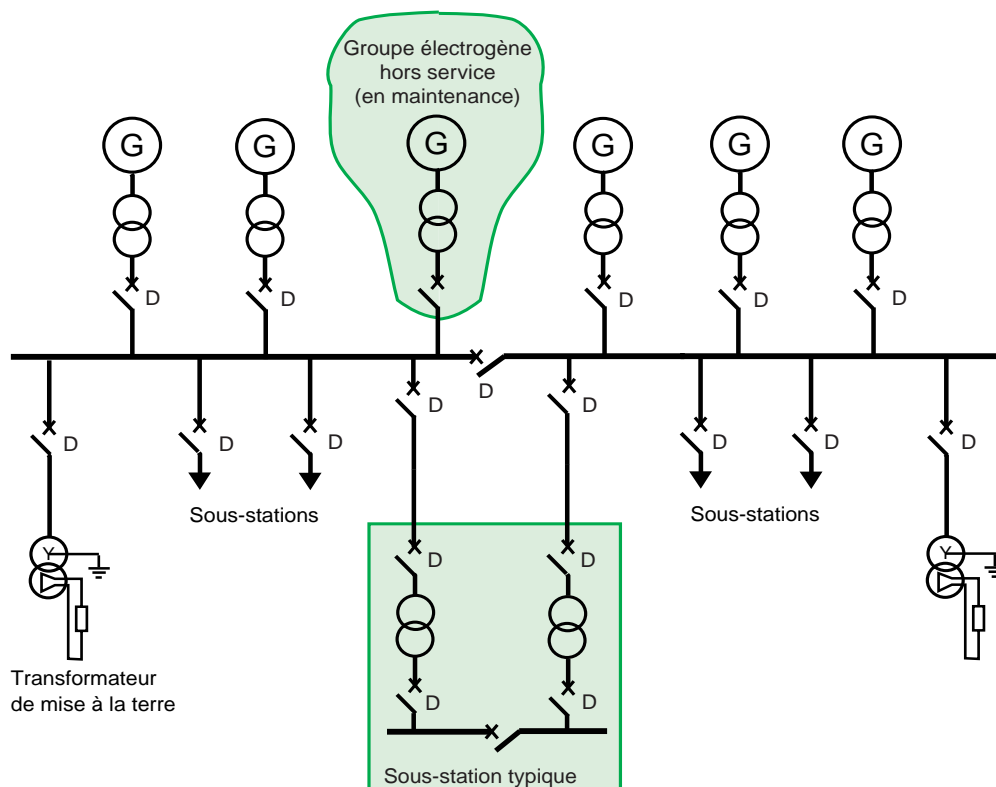 Groupe électrogène
hors service
(en maintenance)
G G G G G G
D D D D D
D
D D
D D D D D D
Sous-stations Sous-stations
Y Y
D D
Transformateur
de mise à la terre
D D
Sous-station typique